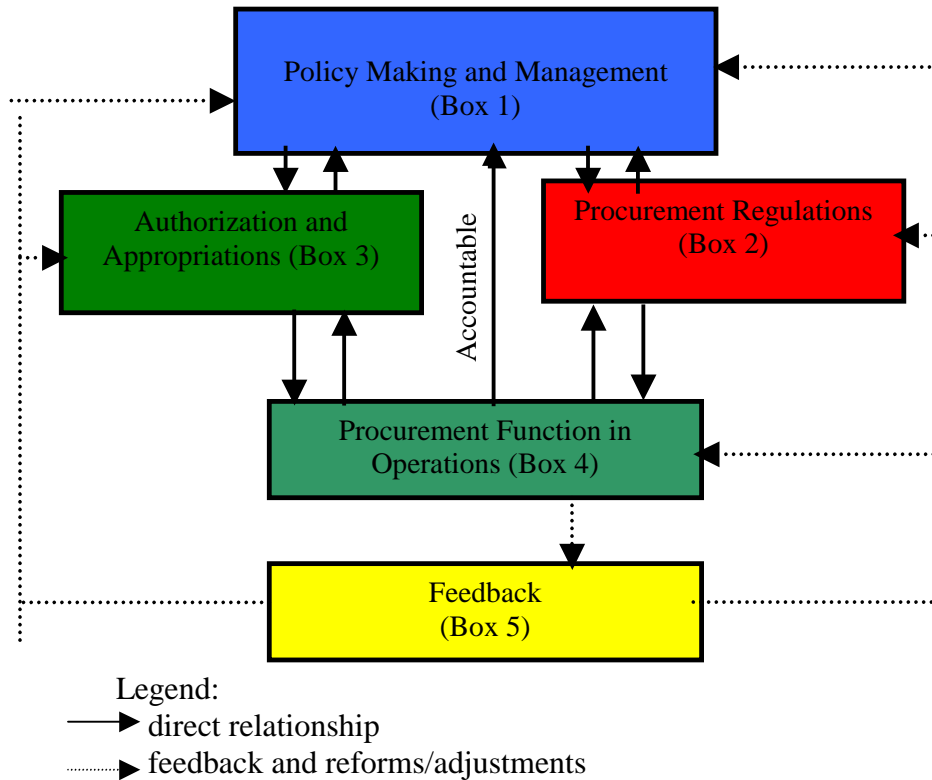 Policy Making and Management
(Box 1)
Authorization and
Appropriations (Box 3)
Accountable
Procurement Regulations
(Box 2)
Procurement Function in
Operations (Box 4)
Feedback
(Box 5)
Legend:
direct relationship
feedback and reforms/adjustments